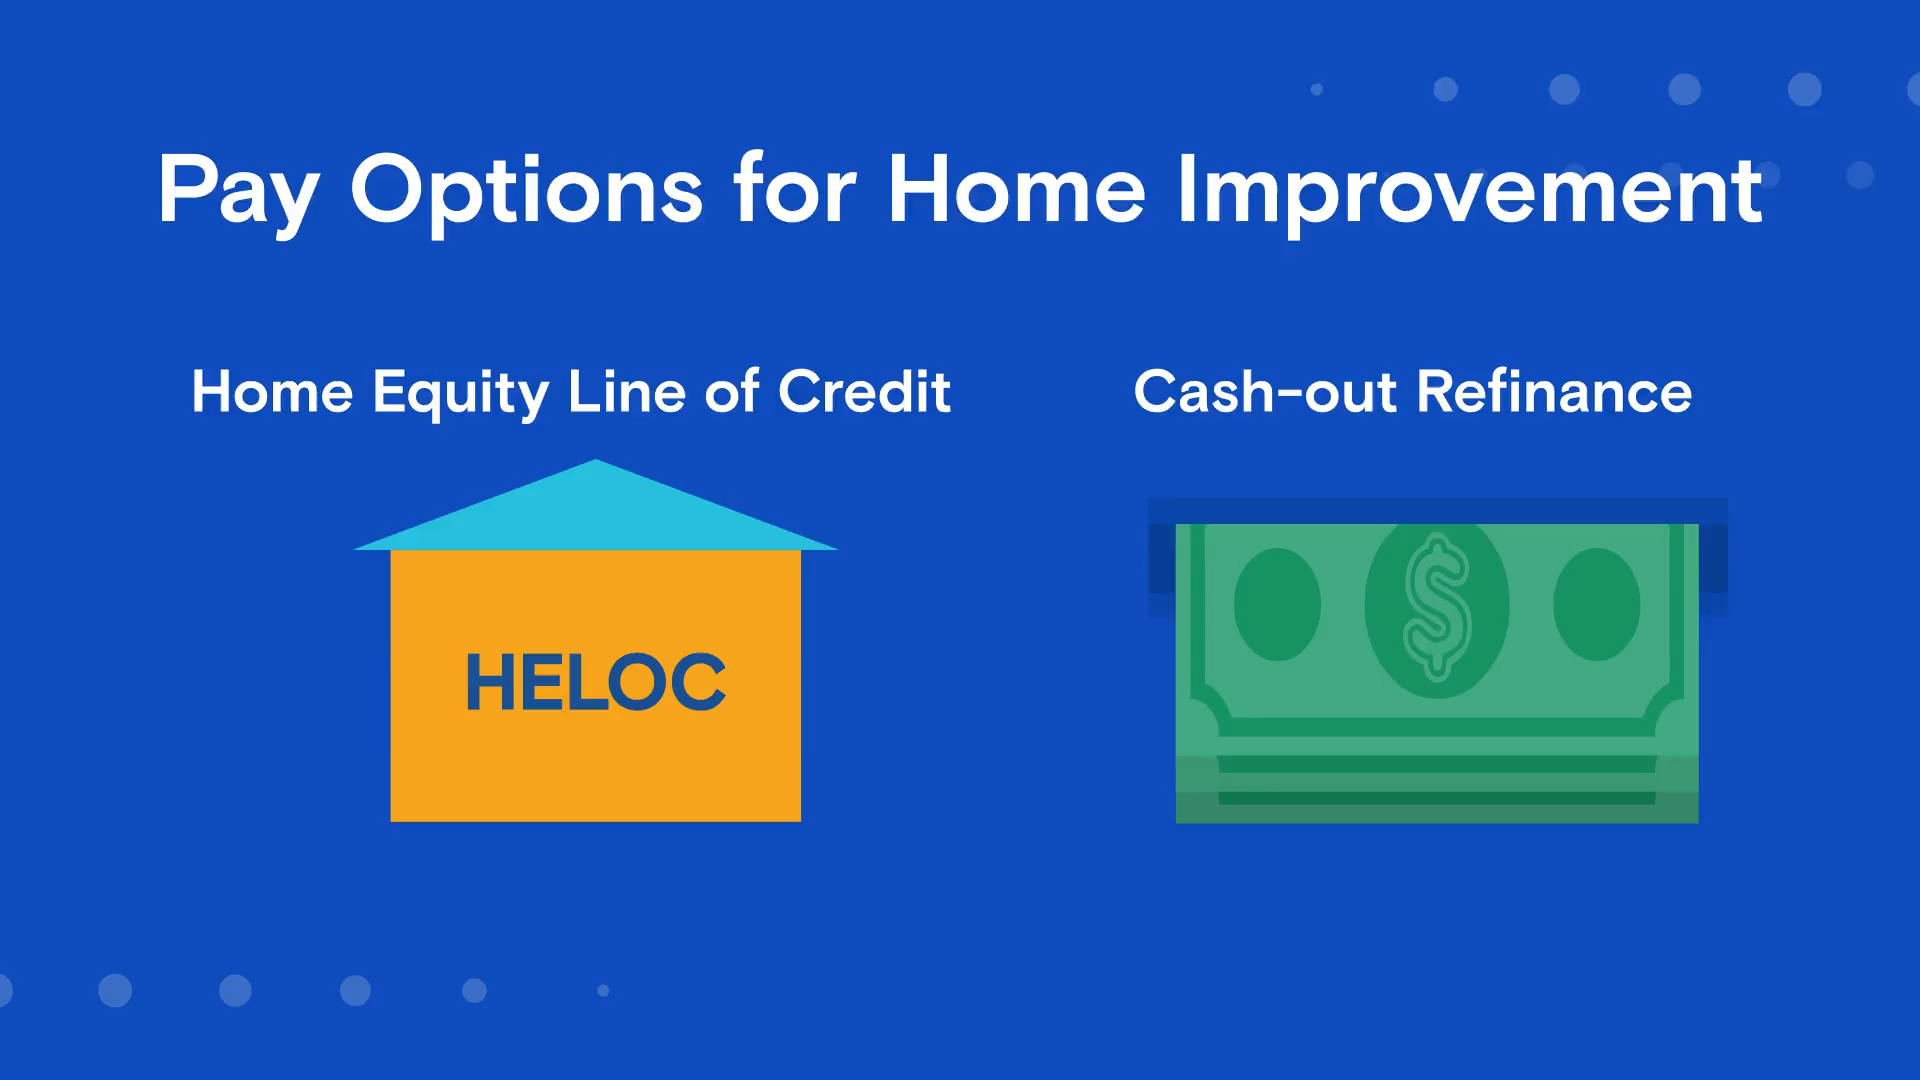 Pay Options for Home Improvement
Home Equity Line of Credit
Cash-out Refinance
HELOC
$